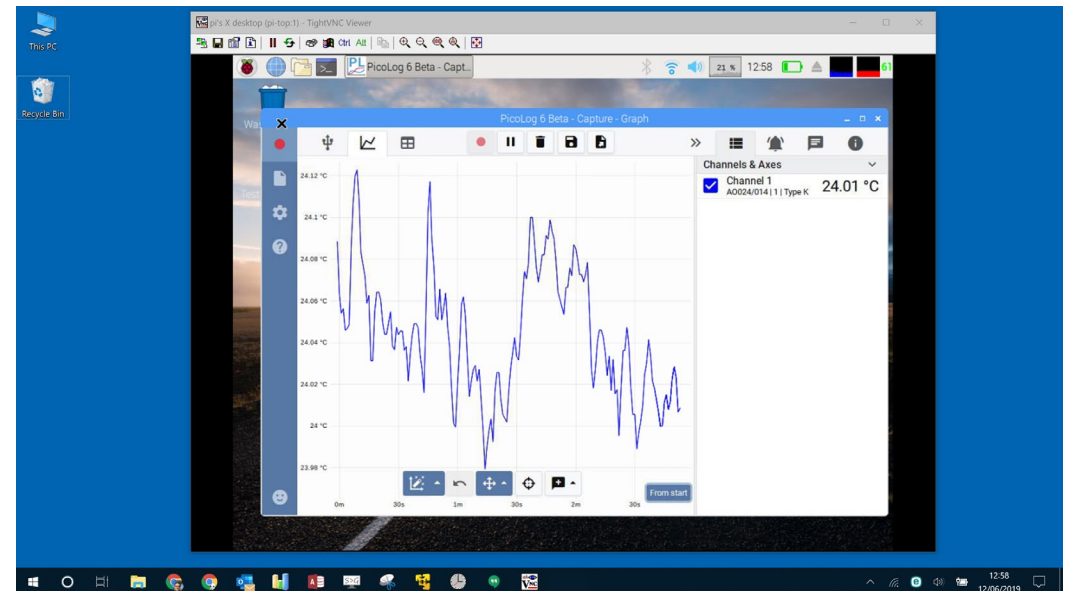 This PC
Recycle Bin
pi's X desktop (pi-top:1) - TightVNC Viewer
Ctrl Alt
PicoLog 6 Beta - Capt...
21 %
12:58
61
PicoLog 6 Beta - Capture - Graph
Channels & Axes
Channel 1
AO024/014 | 1 | Type K
24.01 °C
24.12 °C
24.1 °C
24.08 °C
24.06 °C
24.04 °C
24.02 °C
24 °C
23.98 °C
0m
30s
1m
30s
2m
30s
From start
12:58
12/06/2019